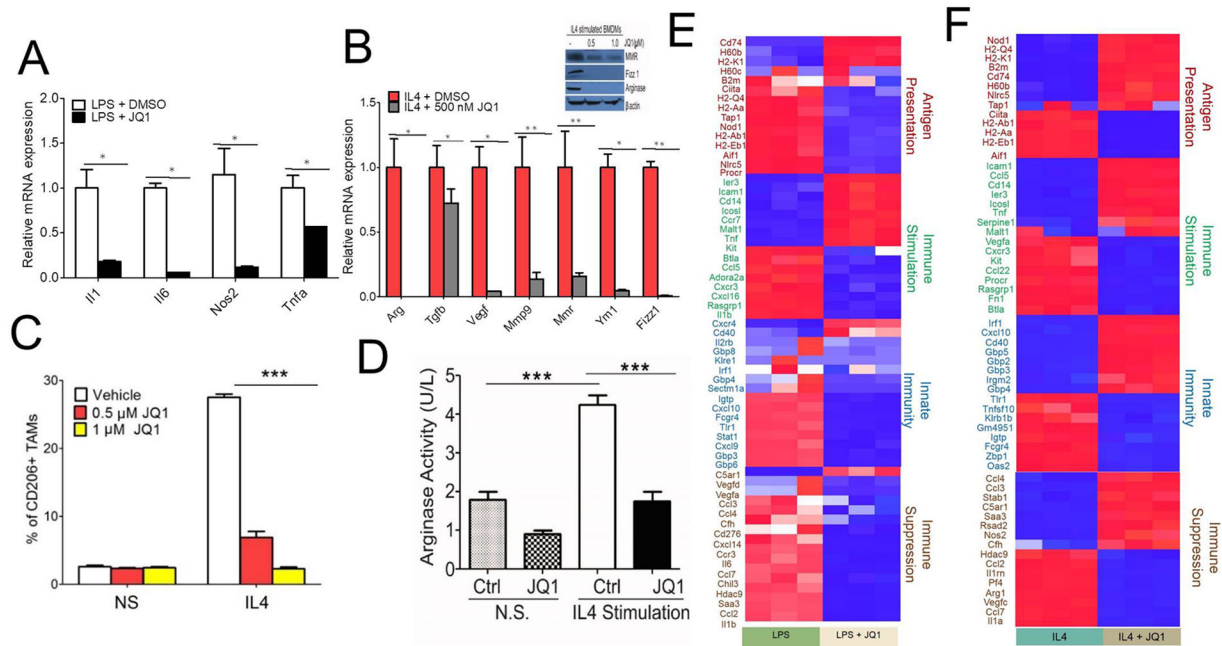 A
LPS + DMSO
LPS + JQ1
Relative mRNA expression
2.0
1.5
1.0
0.5
0.0
*
*
*
*
Il1
Il6
Nos2
Tnfa
B
IL4 stimulated BMDMs
-
0.5
1.0
JQ1(µM)
MMR
Fizz 1
Arginase
β actin
IL4 + DMSO
IL4 + 500 nM JQ1
Relative mRNA expression
1.5
1.0
0.5
0.0
*
*
*
**
**
*
**
Arg
Tgfb
Vegf
Mmp9
Mmr
Ym1
Fizz1
C
% of CD206+ TAMs
Vehicle
0.5 µM JQ1
1 µM JQ1
***
60
50
40
30
20
10
0
NS
IL4
D
Arginase Activity (U/L)
5
4
3
2
1
0
***
***
Ctrl
JQ1
Ctrl
JQ1
N.S.
IL4 Stimulation
E
Cd74
H60b
H2-K1
H60c
B2m
Ciita
H2-Q4
H2-Aa
Tap1
Nod1
H2-Ab1
H2-Eb1
Aif1
Nlrc5
Procr
Ier3
Icam1
Cd14
Icosl
Ccr7
Malt1
Tnf
Kit
Btla
Ccl5
Adora2a
Cxcr3
Cxcl16
Rasgrp1
Il1b
Cxcr4
Cd40
Il2rb
Gbp8
Klre1
Irf1
Gbp4
Sectm1a
Igtp
Cxcl10
Fcgr4
Tlr1
Stat1
Cxcl9
Gbp3
Gbp6
C5ar1
Vegfd
Vegfa
Ccl3
Ccl4
Cfh
Cd276
Cxcl14
Ccr3
Il6
Ccl7
Chil3
Hdac9
Saa3
Ccl2
Il1b
Antigen
Presentation
Immune
Stimulation
Innate
Immunity
Immune
Suppression
LPS
LPS + JQ1
F
Nod1
H2-Q4
H2-K1
B2m
Cd74
H60b
Nlrc5
Tap1
Ciita
H2-Ab1
H2-Aa
H2-Eb1
Aif1
Icam1
Ccl5
Cd14
Ier3
Icosl
Tnf
Serpine1
Malt1
Vegfa
Cxcr3
Kit
Ccl22
Procr
Rasgrp1
Fn1
Btla
Irf1
Cxcl10
Cd40
Gbp5
Gbp2
Gbp3
Irgm2
Gbp4
Tlr1
Tnfsf10
Klrb1b
Gm4951
Igtp
Fcgr4
Zbp1
Oas2
Ccl4
Ccl3
Stab1
C5ar1
Saa3
Rsad2
Nos2
Cfh
Hdac9
Ccl2
Il1rn
Pf4
Arg1
Vegfc
Ccl7
Il1a
Antigen
Presentation
Immune
Stimulation
Innate
Immunity
Immune
Suppression
IL4
IL4 + JQ1